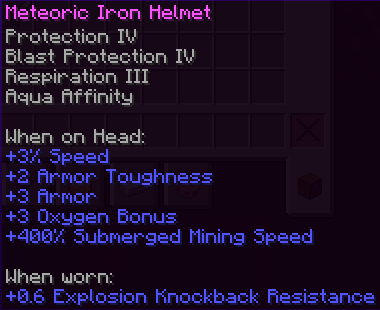 Meteoric Iron Helmet
Protection IV
Blast Protection IV
Respiration III
Aqua Affinity
When on Head:
+3% Speed
+2 Armor Toughness
+3 Armor
+3 Oxygen Bonus
+400% Submerged Mining Speed
When worn:
+0.6 Explosion Knockback Resistance